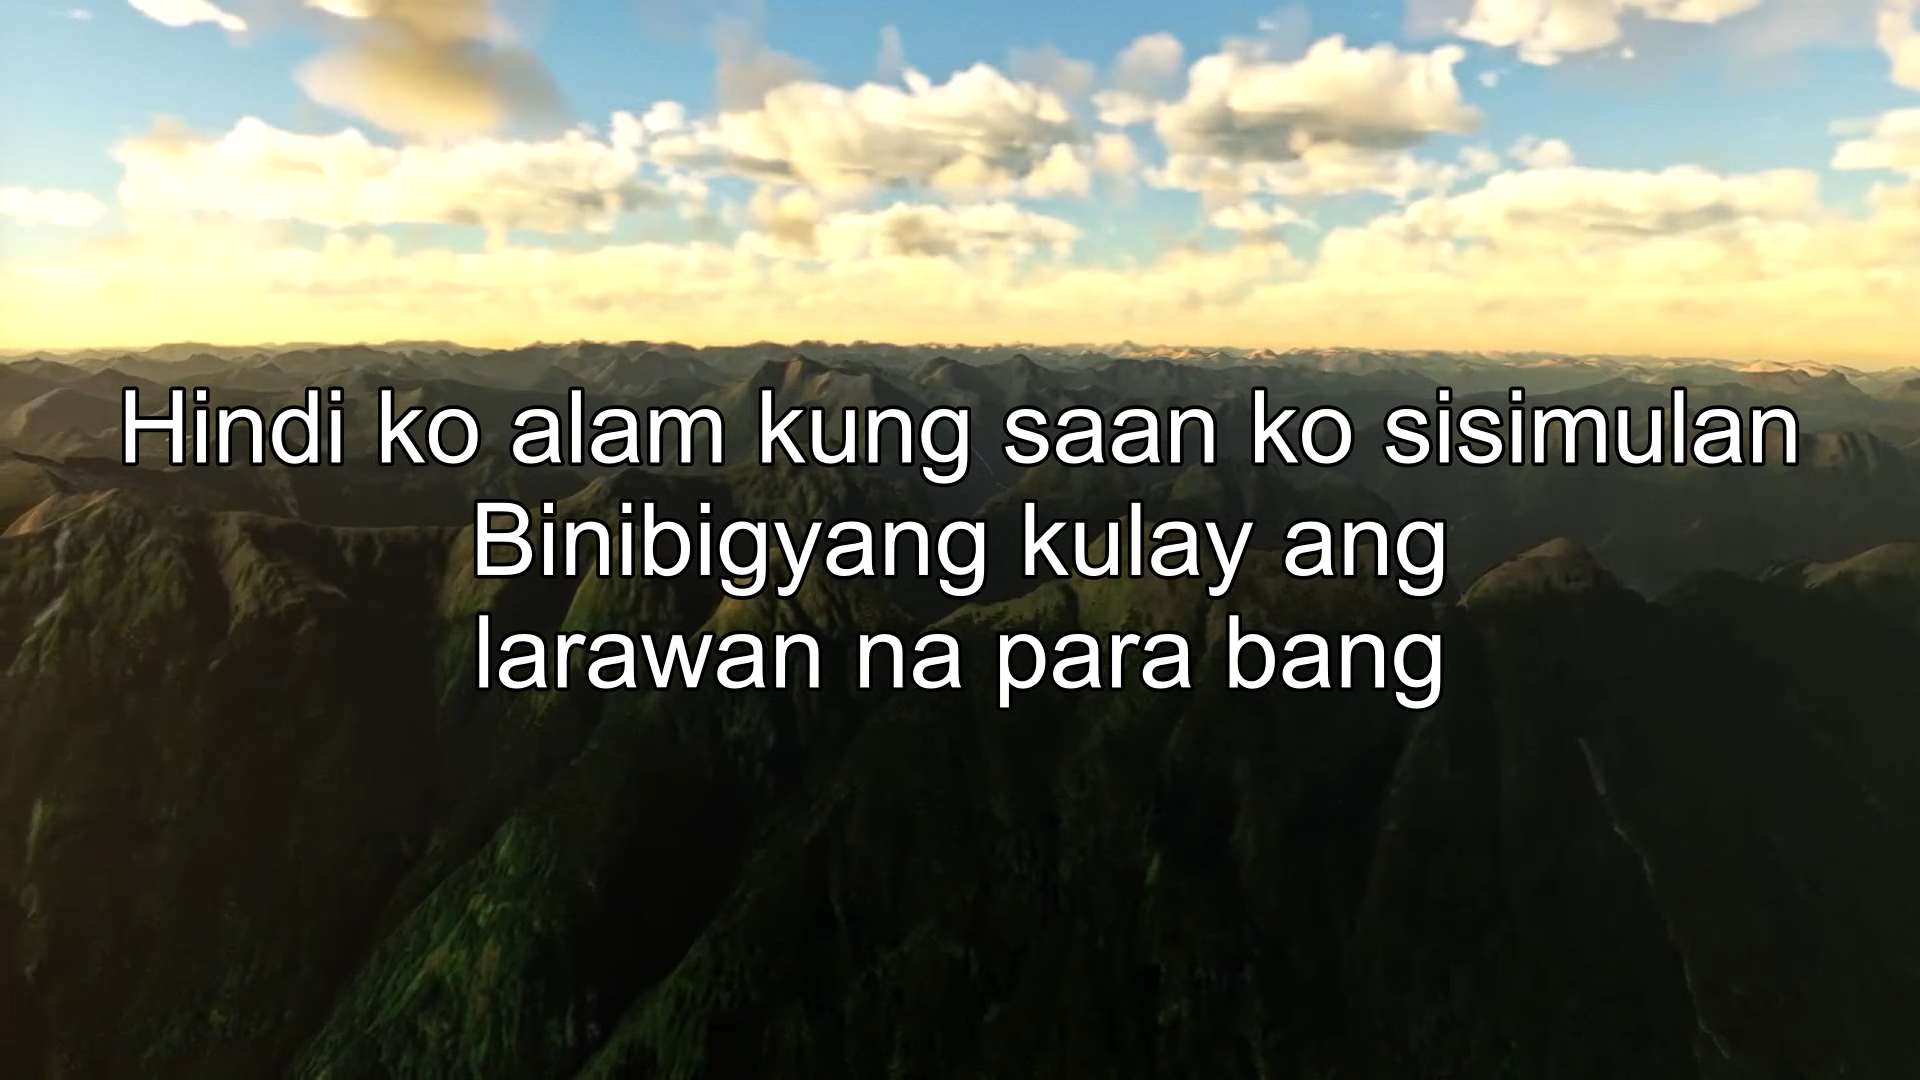 Hindi ko alam kung saan ko sisimulan
Binibigyang kulay ang
larawan na para bang